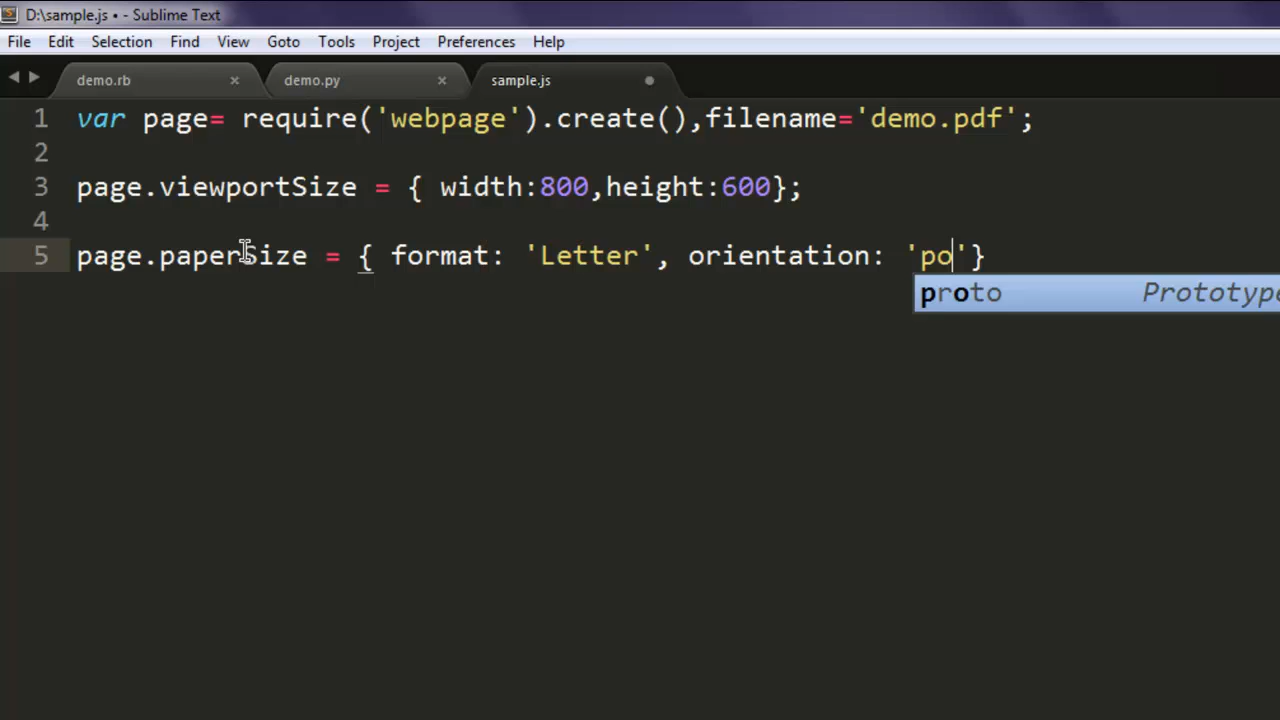 D:\sample.js • - Sublime Text
File Edit Selection Find View Goto Tools Project Preferences Help
demo.rb × demo.py × sample.js
1 var page= require('webpage').create(),filename='demo.pdf';
2
3 page.viewportSize = { width:800,height:600};
4
5 page.paperSize = { format: 'Letter', orientation: 'po'}
proto Prototype